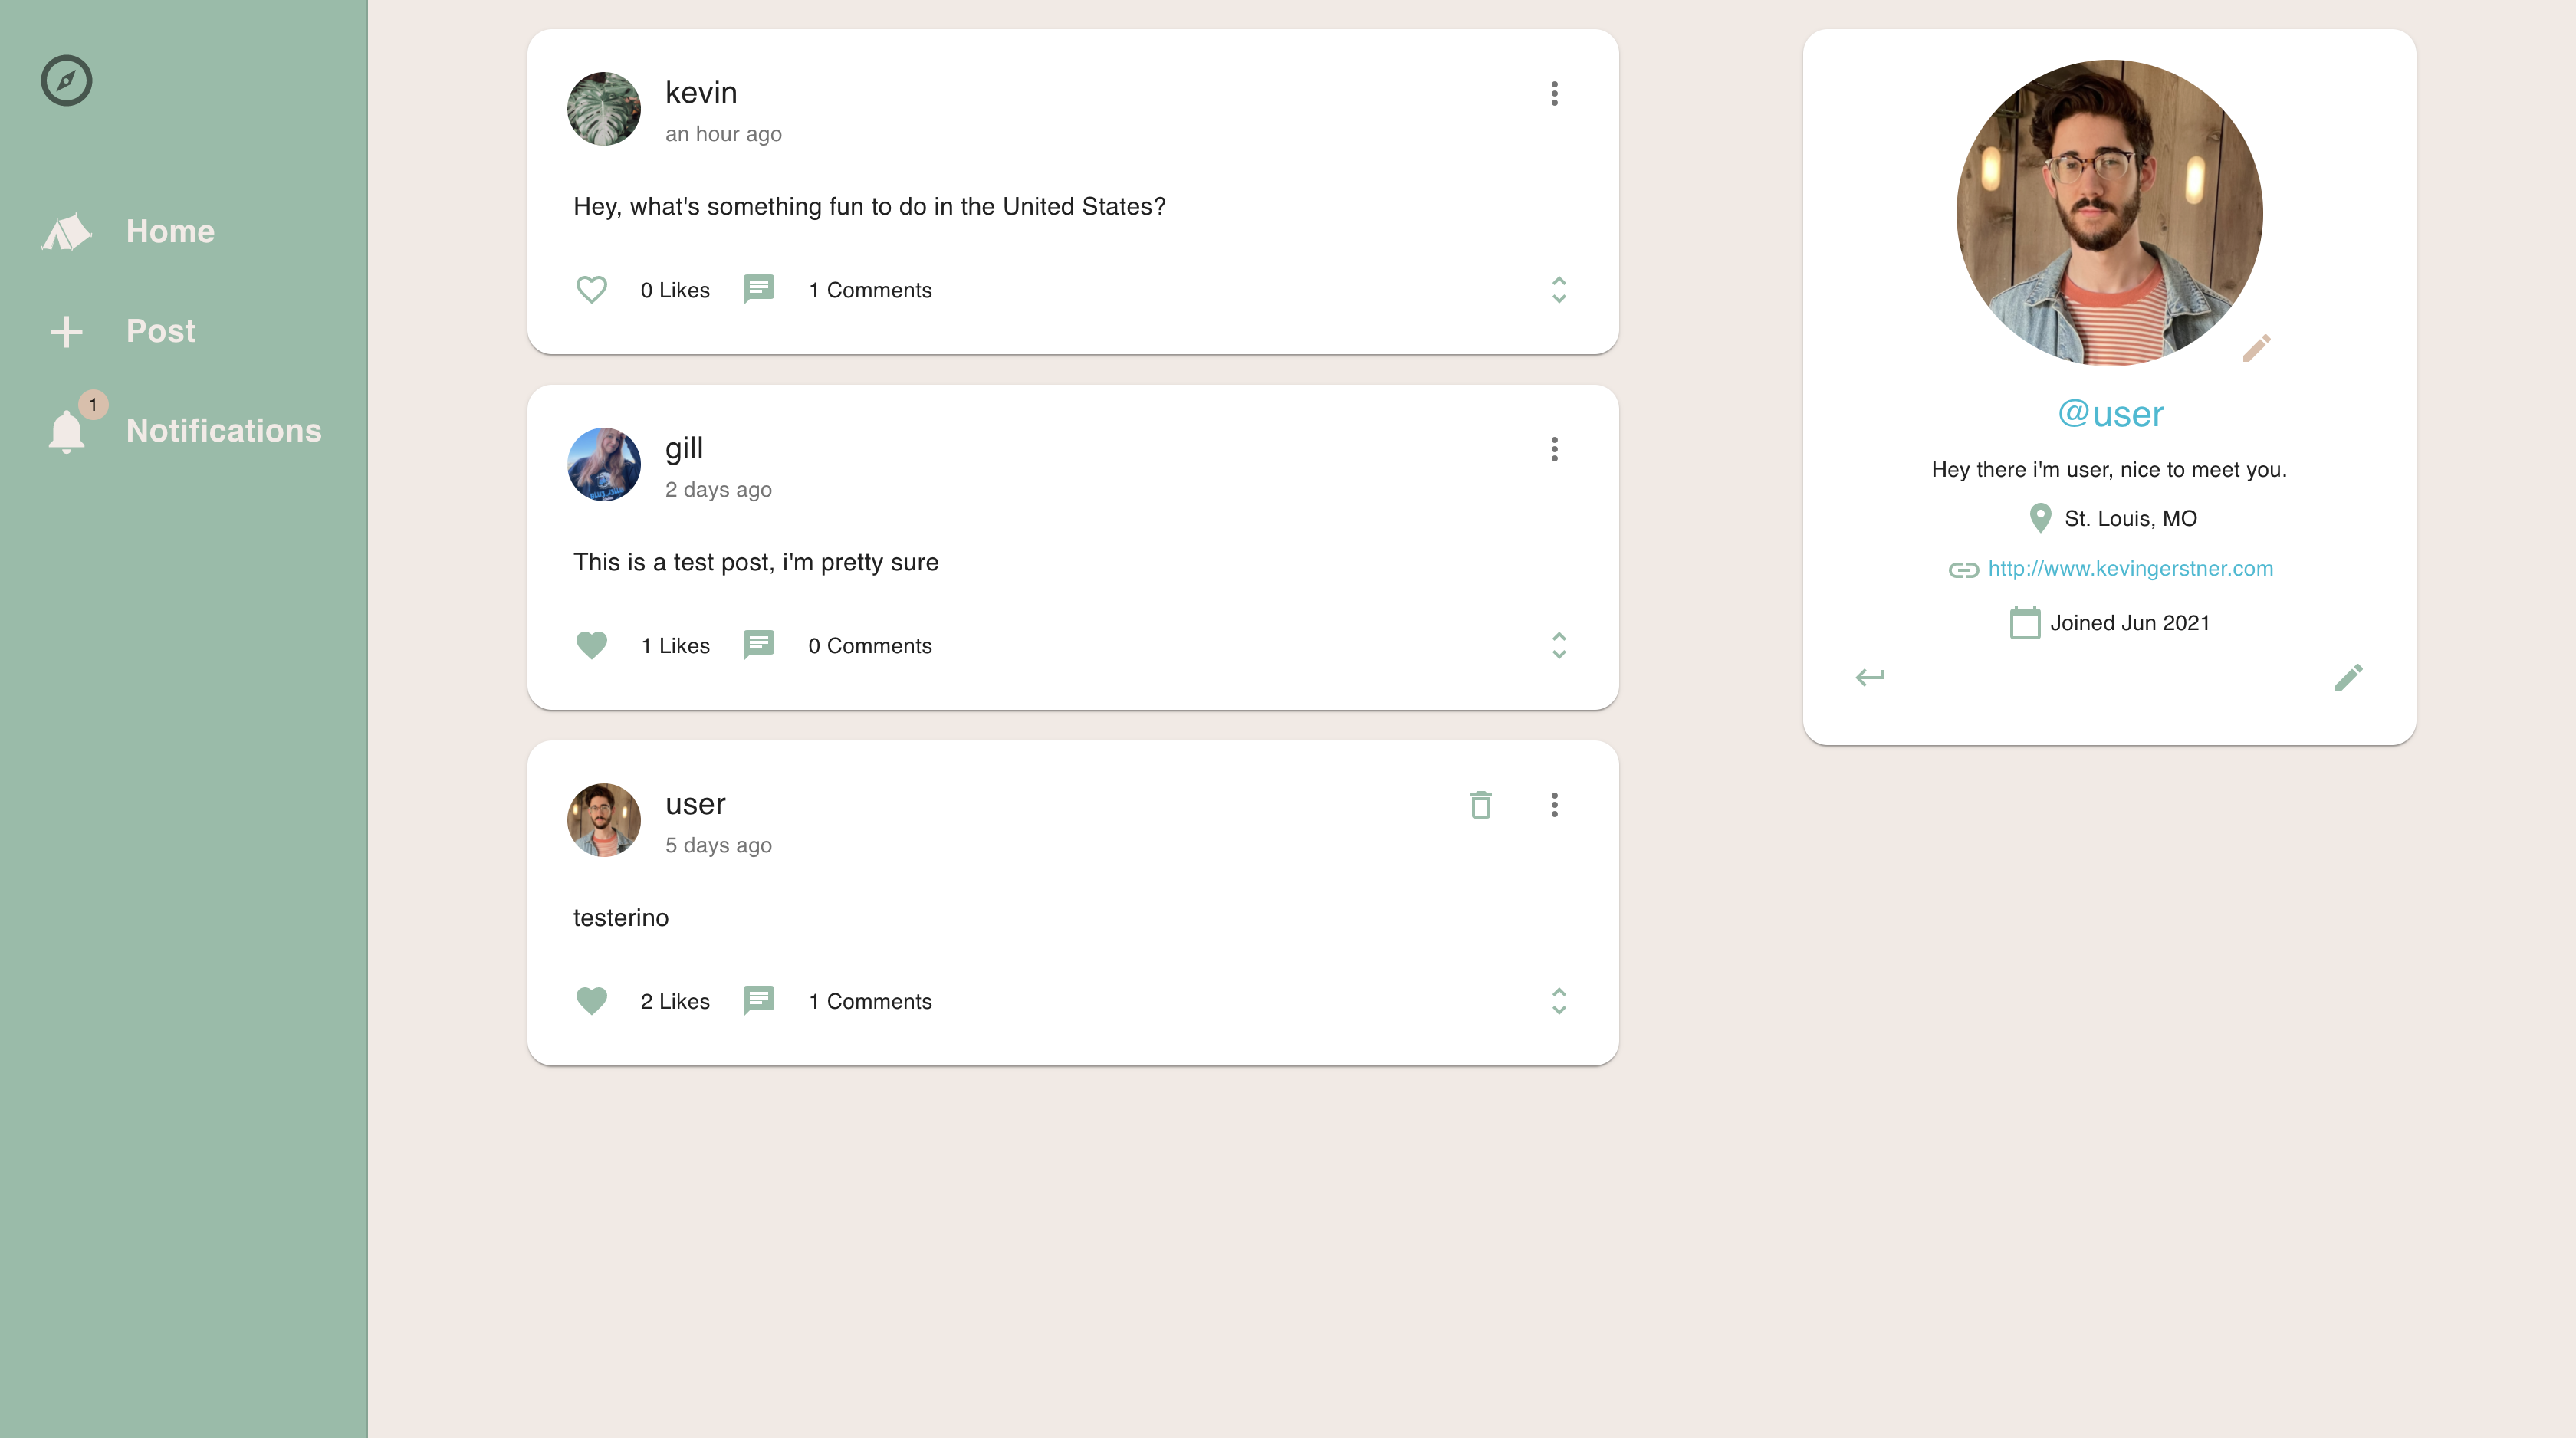 Home
Post
1
Notifications
kevin
an hour ago
Hey, what's something fun to do in the United States?
0 Likes 1 Comments
gill
2 days ago
This is a test post, i'm pretty sure
1 Likes 0 Comments
user
5 days ago
testerino
2 Likes 1 Comments
@user
Hey there i'm user, nice to meet you.
St. Louis, MO
http://www.kevingerstner.com
Joined Jun 2021